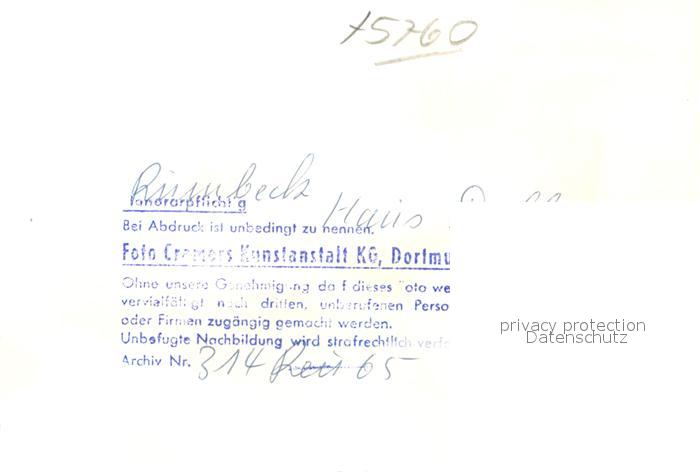 15760
Rimbeck
Honorarpflichtig
Haus
Bei Abdruck ist unbedingt zu nennen.
Foto Cramers Kunstanstalt KG, Dortmu
Ohne unsere Genehmigung darf dieses Foto we
vervielfältigt noch dritten, unberufenen Perso
oder Firmen zugängig gemacht werden.
Unbefugte Nachbildung wird strafrechtlich verfo
Archiv Nr. 314 65
privacy protection
Datenschutz